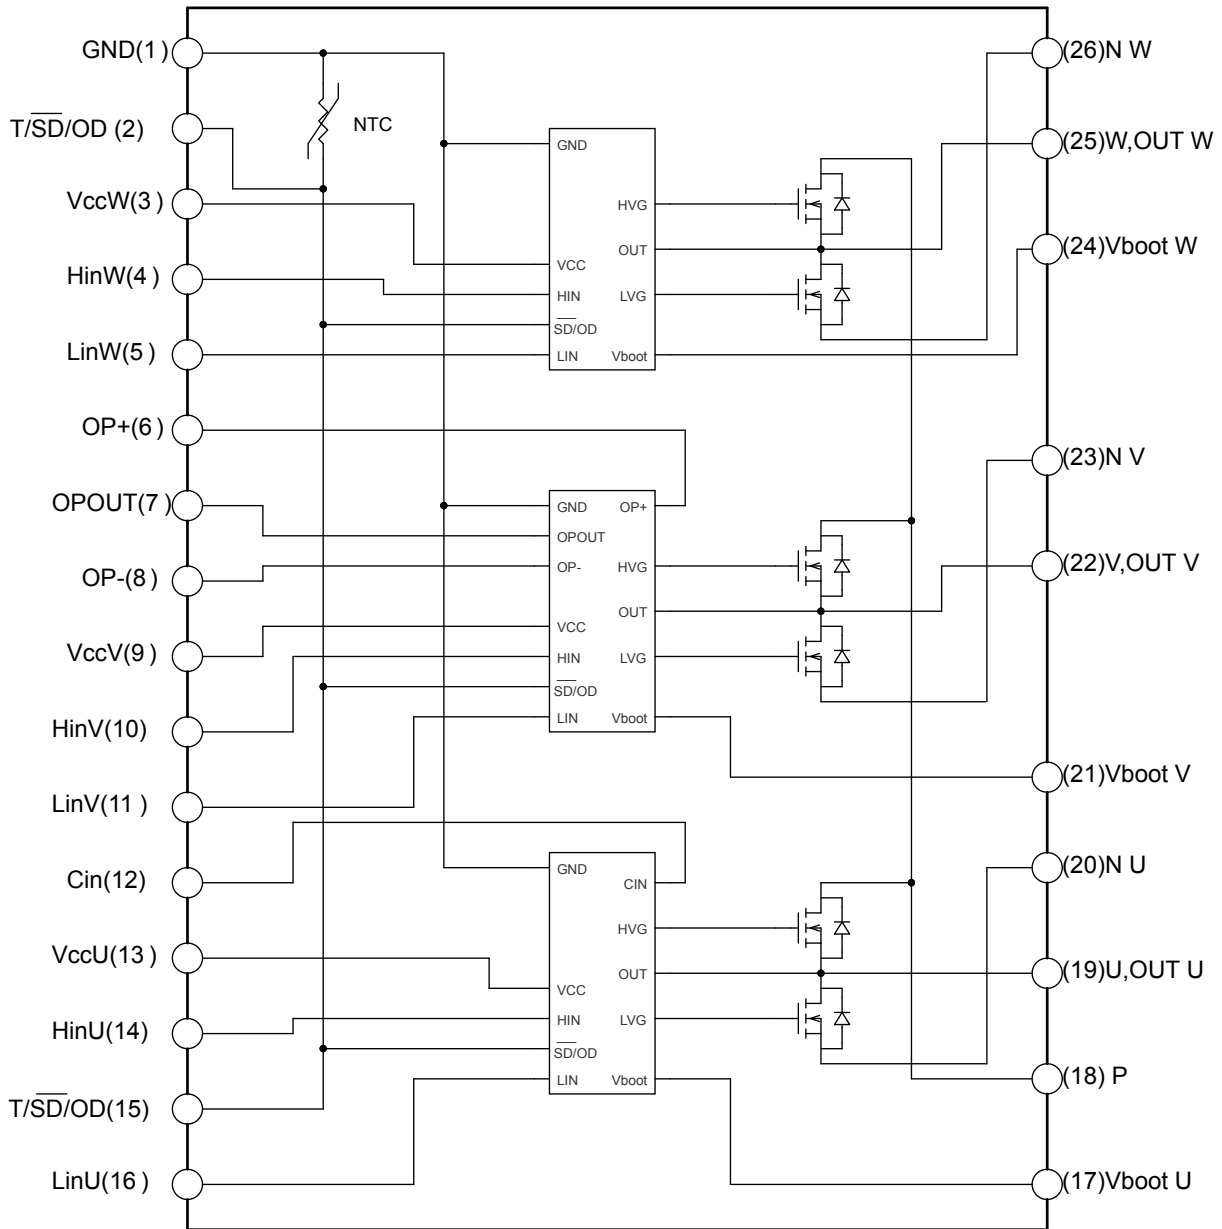 GND(1)
T/SD/OD (2)
VccW(3)
HinW(4)
LinW(5)
OP+(6)
OPOUT(7)
OP-(8)
VccV(9)
HinV(10)
LinV(11)
Cin(12)
VccU(13)
HinU(14)
T/SD/OD(15)
LinU(16)
NTC
GND
HVG
OUT
VCC
HIN
LVG
SD/OD
LIN
Vboot
GND
OP+
OPOUT
OP-
HVG
OUT
VCC
HIN
LVG
SD/OD
LIN
Vboot
GND
CIN
HVG
OUT
VCC
HIN
LVG
SD/OD
LIN
Vboot
(26)N W
(25)W,OUT W
(24)Vboot W
(23)N V
(22)V,OUT V
(21)Vboot V
(20)N U
(19)U,OUT U
(18) P
(17)Vboot U